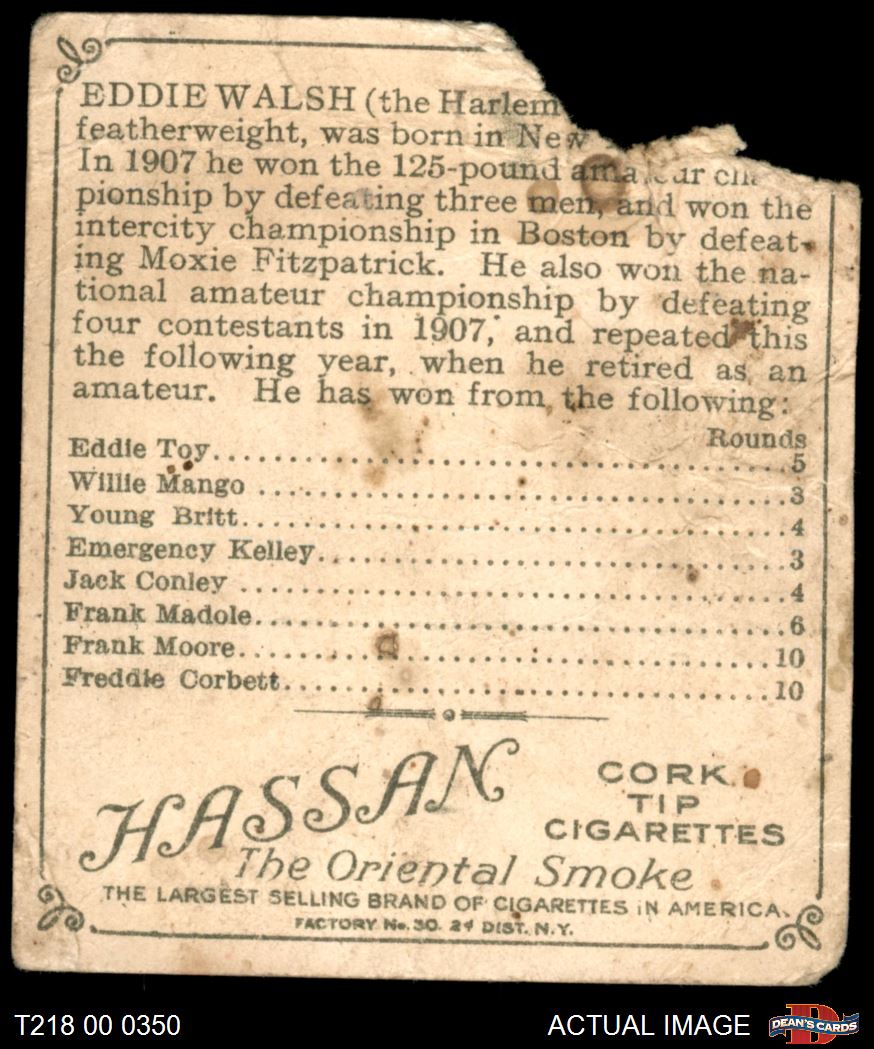 EDDIE WALSH (the Harlem
featherweight, was born in New
In 1907 he won the 125-pound amateur
pionship by defeating three men, and won the
intercity championship in Boston by defeat-
ing Moxie Fitzpatrick. He also won the na-
tional amateur championship by defeating
four contestants in 1907, and repeated this
the following year, when he retired as an
amateur. He has won from the following:
Rounds
Eddie Toy........5
Willie Mango........3
Young Britt........4
Emergency Kelley........3
Jack Conley........4
Frank Madole........6
Frank Moore........10
Freddie Corbett........10
HASSAN
CORK
TIP
CIGARETTES
The Oriental Smoke
THE LARGEST SELLING BRAND OF CIGARETTES IN AMERICA.
FACTORY No. 30. 2d DIST. N.Y.
T218 00 0350
ACTUAL IMAGE
DEAN'S CARDS